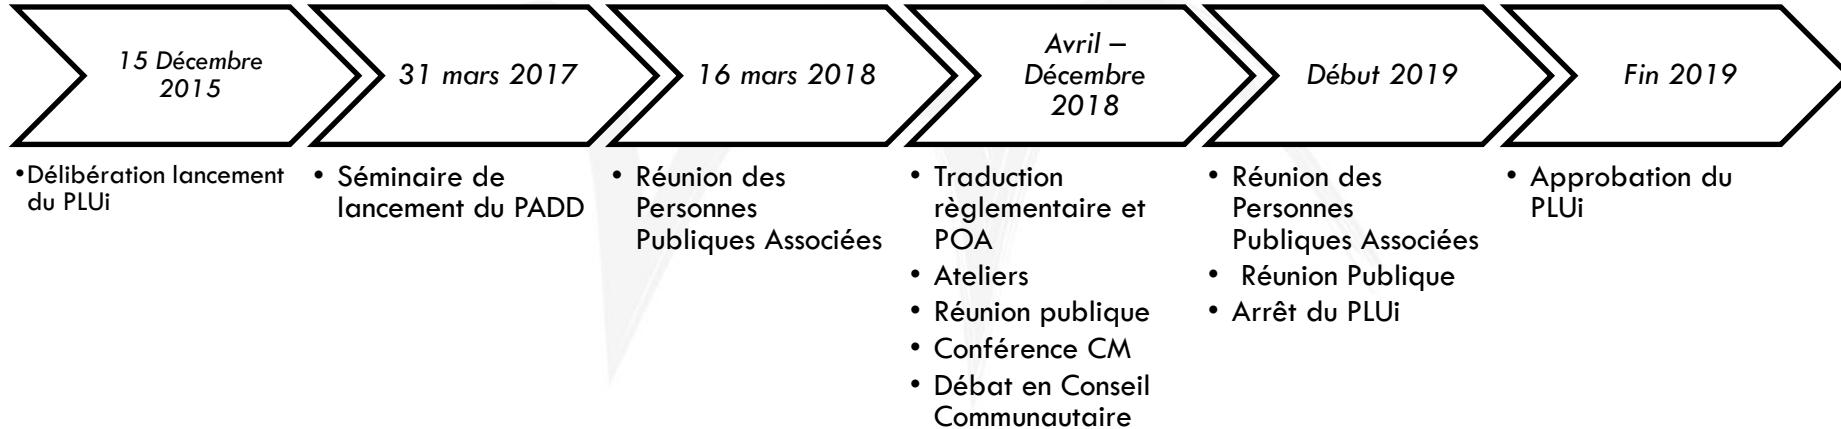 15 Décembre
2015
31 mars 2017
16 mars 2018
Avril –
Décembre
2018
Début 2019
Fin 2019
•Délibération lancement
du PLUi
• Séminaire de
lancement du PADD
• Réunion des
Personnes
Publiques Associées
• Traduction
règlementaire et
POA
• Ateliers
• Réunion publique
• Conférence CM
• Débat en Conseil
Communautaire
• Réunion des
Personnes
Publiques Associées
• Réunion Publique
• Arrêt du PLUi
• Approbation du
PLUi